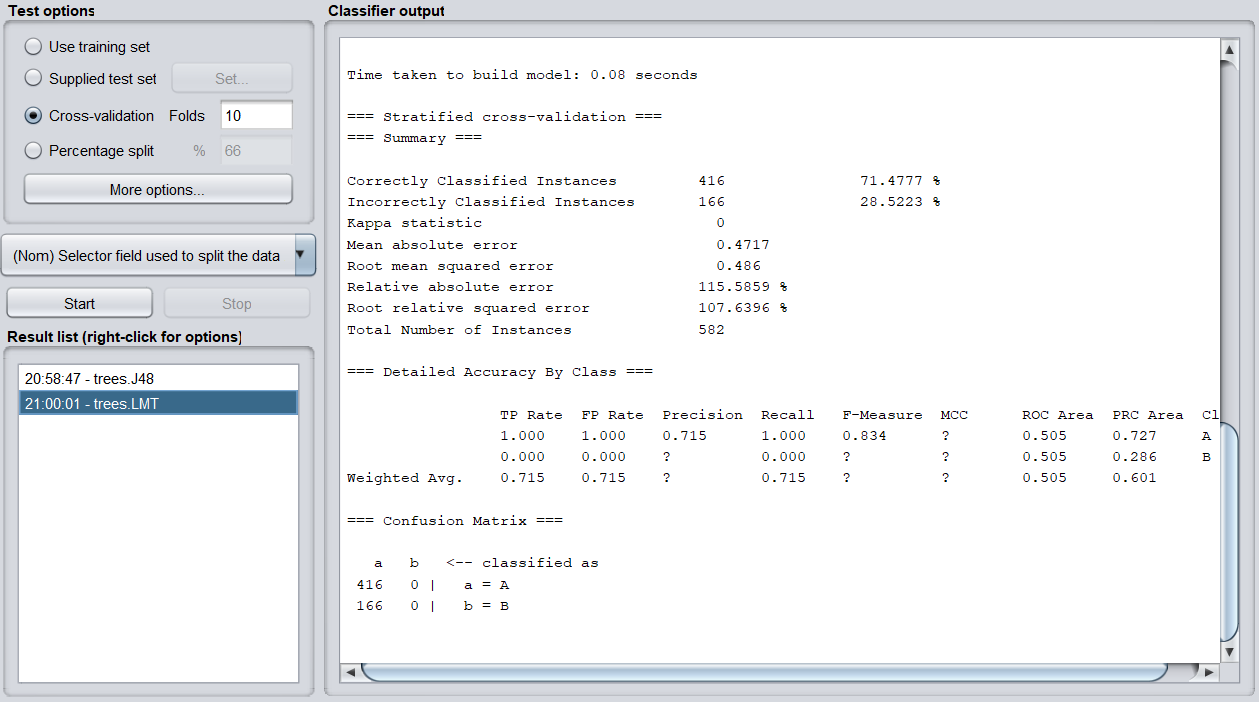 Test options
Use training set
Supplied test set Set...
Cross-validation Folds 10
Percentage split % 66
More options...
(Nom) Selector field used to split the data
Start Stop
Result list (right-click for options)
20:58:47 - trees.J48
21:00:01 - trees.LMT
Classifier output
Time taken to build model: 0.08 seconds
=== Stratified cross-validation ===
=== Summary ===
Correctly Classified Instances 416 71.4777 %
Incorrectly Classified Instances 166 28.5223 %
Kappa statistic 0
Mean absolute error 0.4717
Root mean squared error 0.486
Relative absolute error 115.5859 %
Root relative squared error 107.6396 %
Total Number of Instances 582
=== Detailed Accuracy By Class ===
TP Rate FP Rate Precision Recall F-Measure MCC ROC Area PRC Area Cl
1.000 1.000 0.715 1.000 0.834 ? 0.505 0.727 A
0.000 0.000 ? 0.000 ? ? 0.505 0.286 B
Weighted Avg. 0.715 0.715 ? 0.715 ? ? 0.505 0.601
=== Confusion Matrix ===
a b <-- classified as
416 0 | a = A
166 0 | b = B